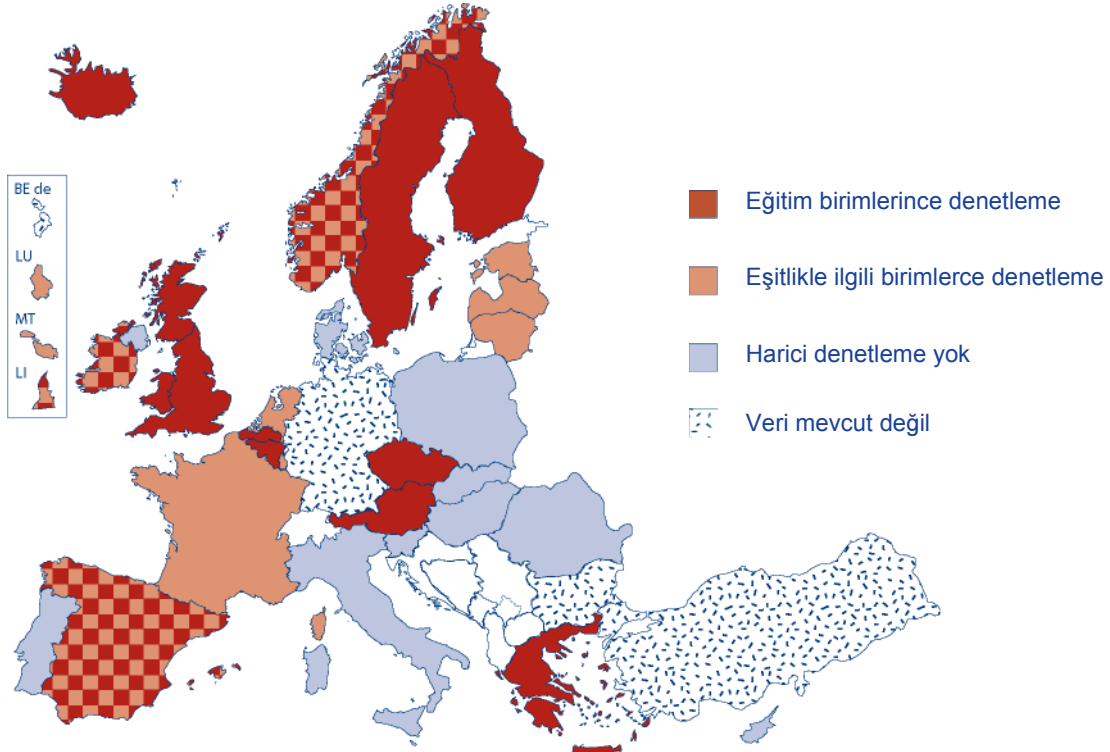 BE de
LU
MT
LI
Eğitim birimlerince denetleme
Eşitlikle ilgili birimlerce denetleme
Harici denetleme yok
Veri mevcut değil